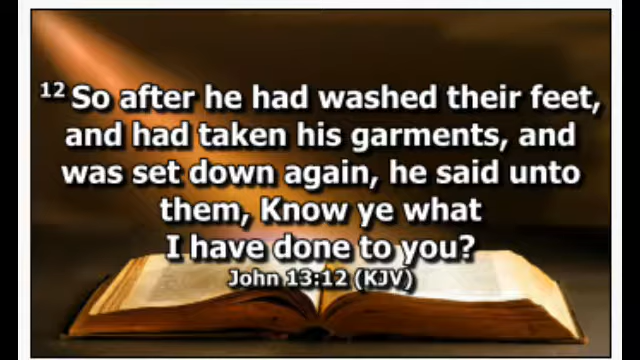 12 So after he had washed their feet,
and had taken his garments, and
was set down again, he said unto
them, Know ye what
I have done to you?
John 13:12 (KJV)